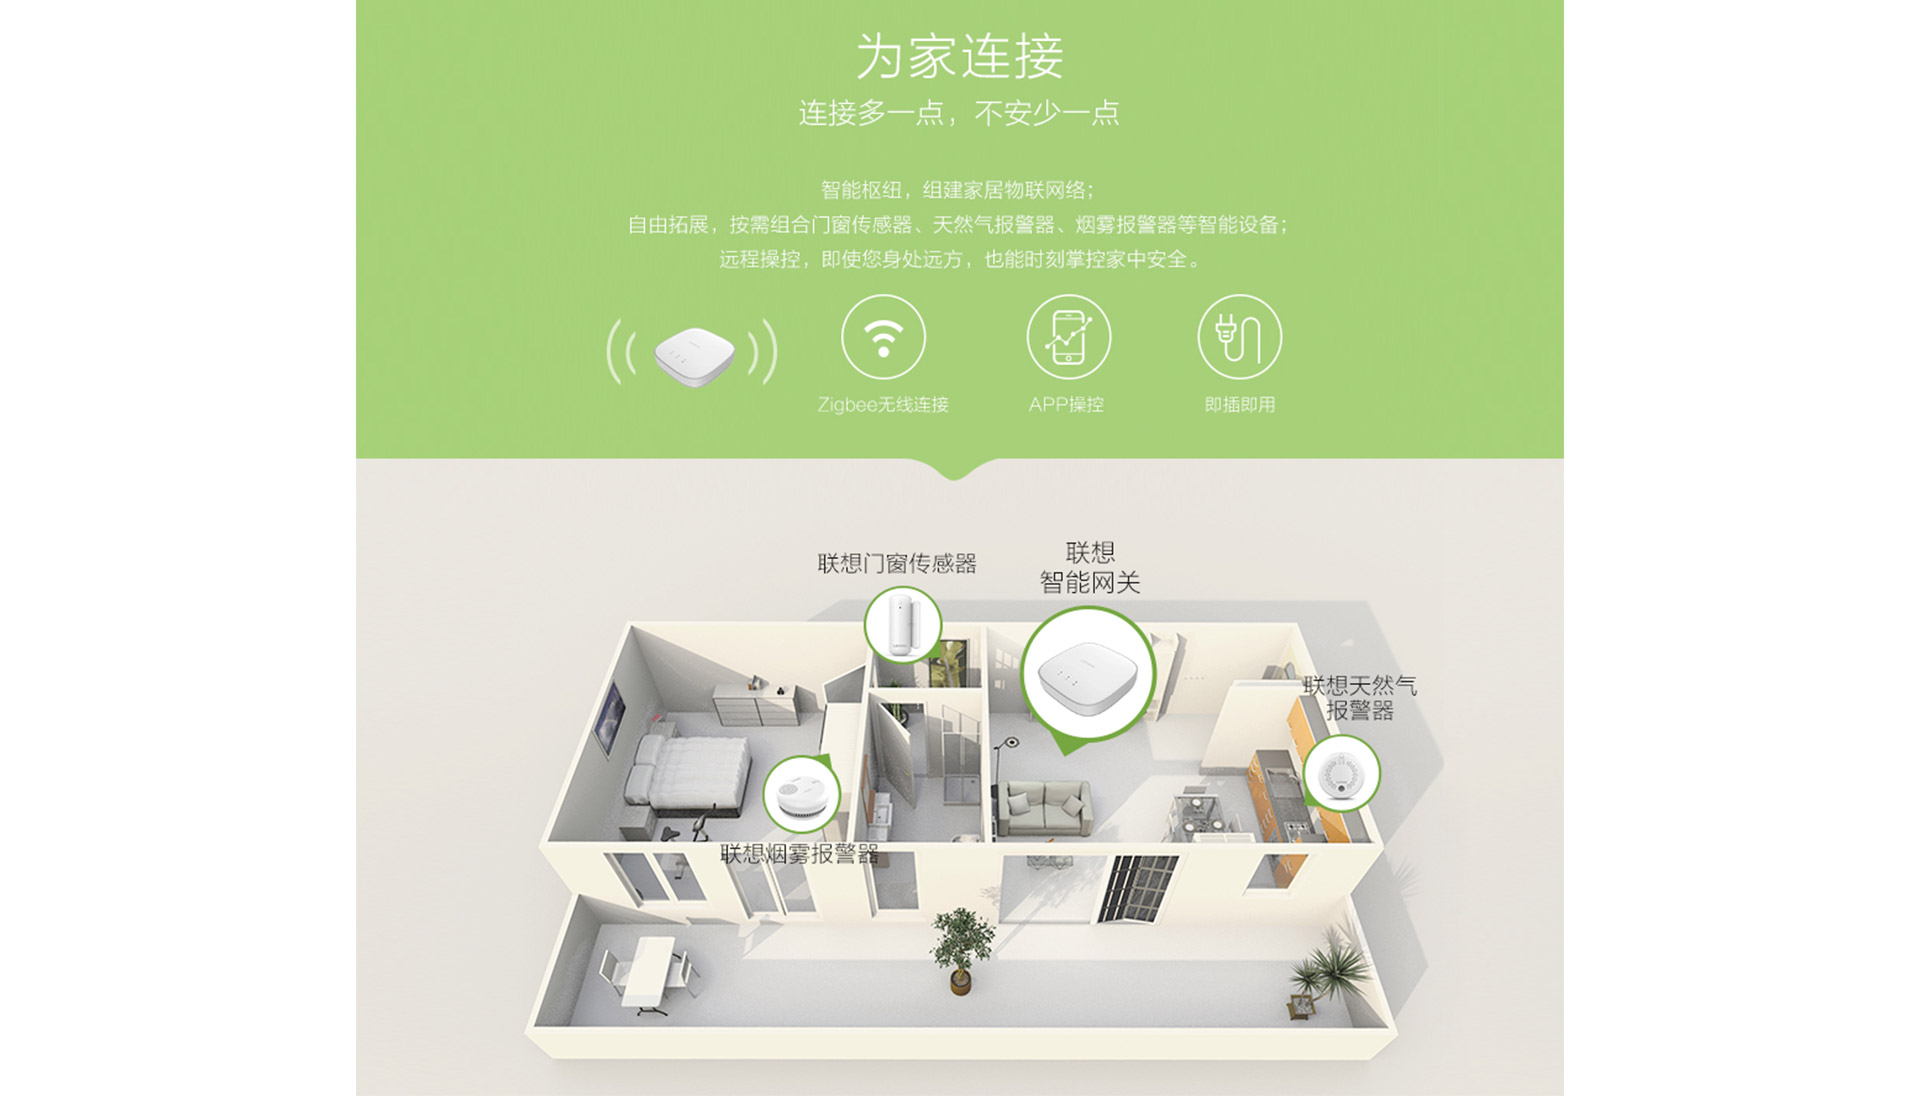 为家连接
连接多一点，不安少一点
智能枢纽，组建家居物联网络；
自由拓展，按需组合门窗传感器、天然气报警器、烟雾报警器等智能设备；
远程操控，即使您身处远方，也能时刻掌控家中安全。
Zigbee无线连接
APP操控
即插即用
联想门窗传感器
联想
智能网关
联想天然气
报警器
联想烟雾报警器